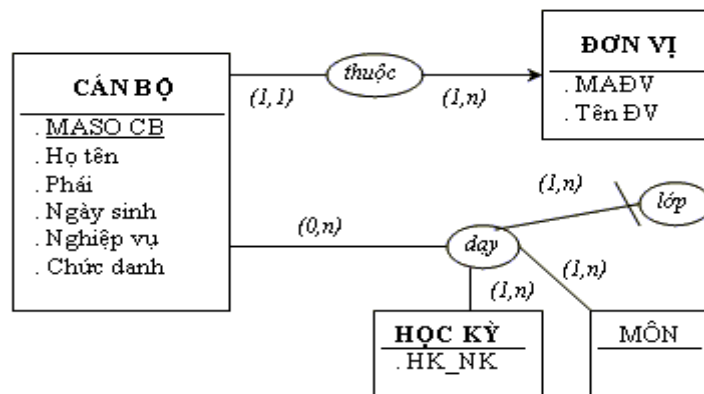 CÁN BỘ
. MASO CB
. Họ tên
. Phái
. Ngày sinh
. Nghiệp vụ
. Chức danh
(1,1)
thuộc
(1,n)
ĐƠN VỊ
. MAĐV
. Tên ĐV
(0,n)
dạy
(1,n)
lớp
(1,n)
(1,n)
HỌC KỲ
. HK_NK
MÔN